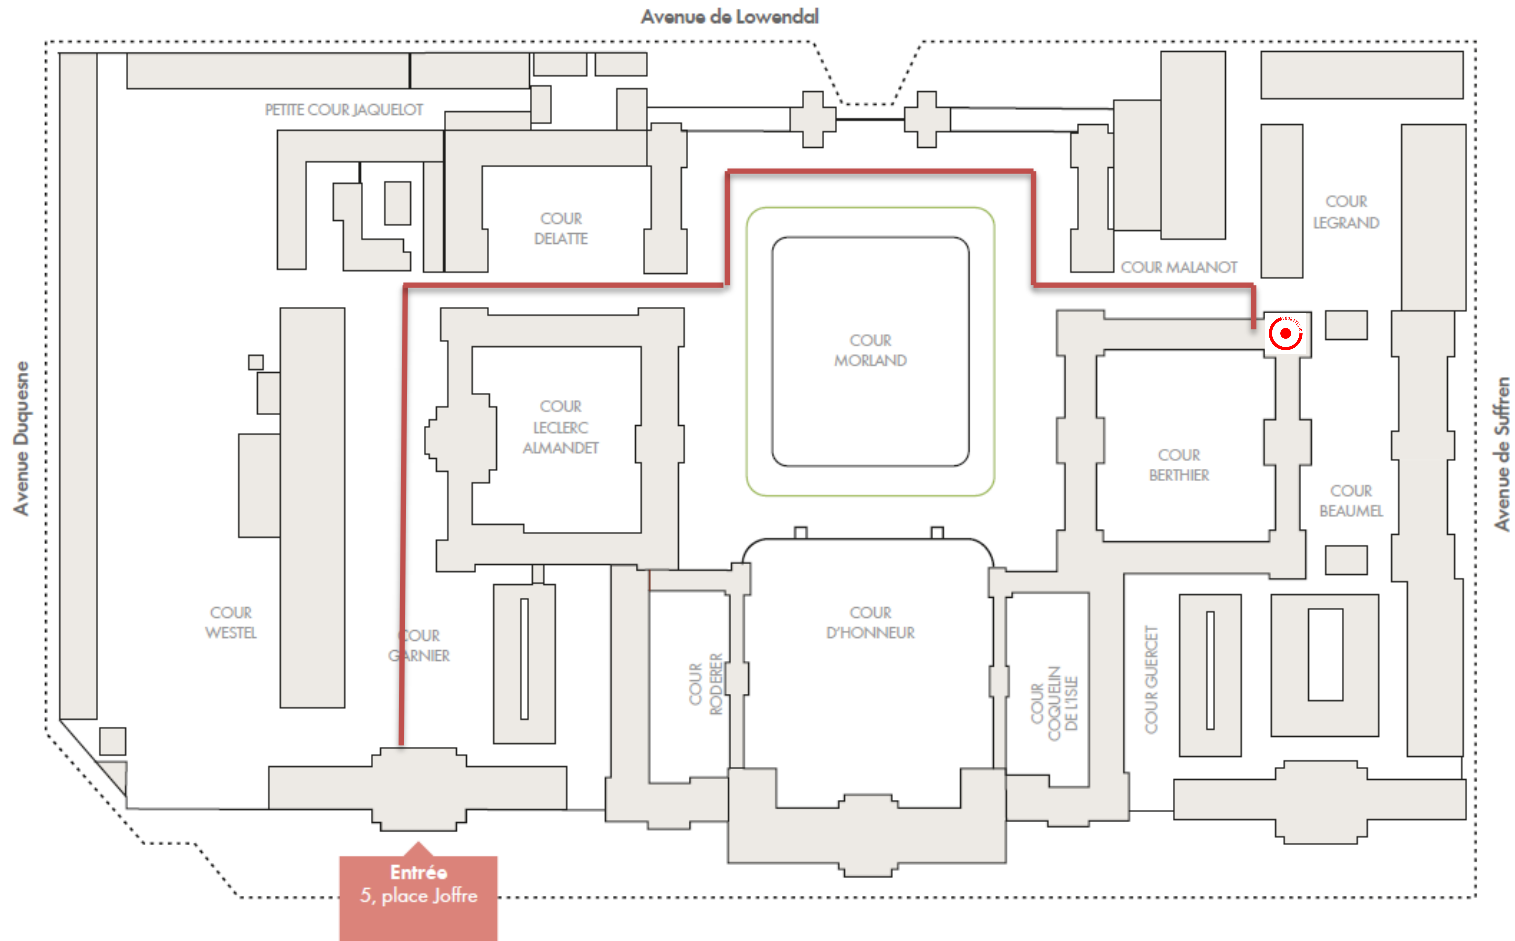 Avenue de Lowendal
PETITE COUR JAQUELOT
COUR
DELATTE
COUR
LEGRAND
COUR MALANOT
COUR
MORLAND
COUR
LECLERC
ALMANDET
COUR
BERTHIER
COUR
BEAUMEL
Avenue Duquesne
Avenue de Suffren
COUR
WESTEL
COUR
GARNIER
COUR
RODERER
COUR
D'HONNEUR
COUR
COQUELIN
DE L'ISLE
COUR GUERCET
Entrée
5, place Joffre